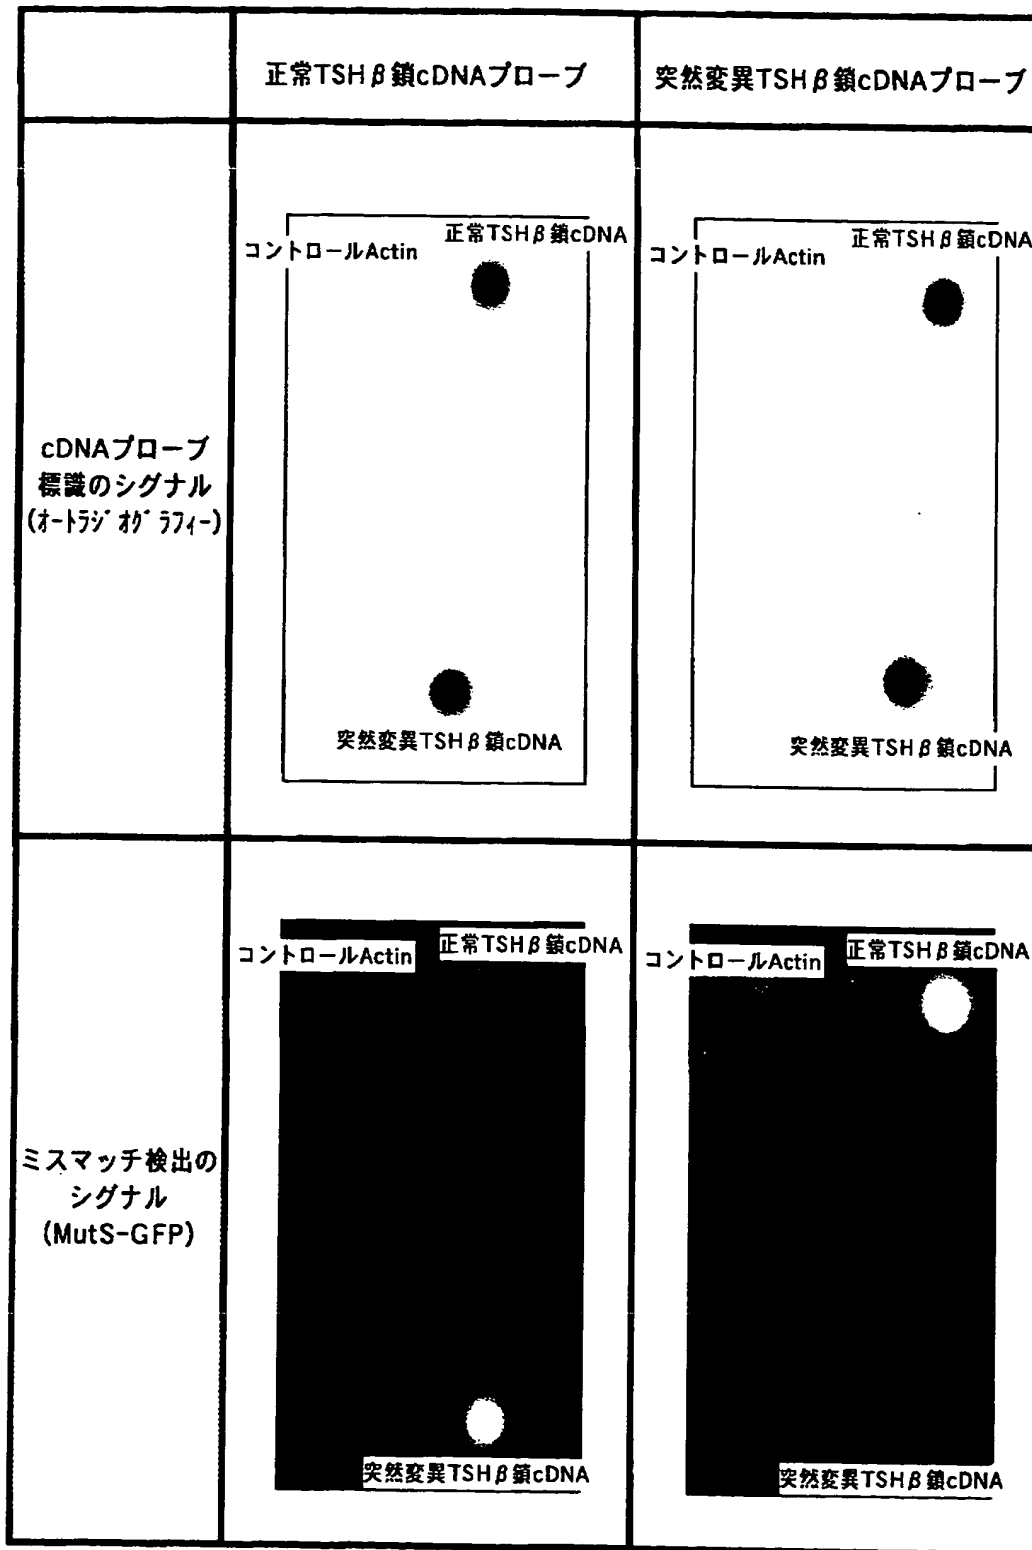 正常TSHβ鎖cDNAプローブ
突然変異TSHβ鎖cDNAプローブ
cDNAプローブ
標識のシグナル
(オートラジオグラフィー)
コントロールActin
正常TSHβ鎖cDNA
突然変異TSHβ鎖cDNA
コントロールActin
正常TSHβ鎖cDNA
突然変異TSHβ鎖cDNA
ミスマッチ検出の
シグナル
(MutS-GFP)
コントロールActin
正常TSHβ鎖cDNA
突然変異TSHβ鎖cDNA
コントロールActin
正常TSHβ鎖cDNA
突然変異TSHβ鎖cDNA